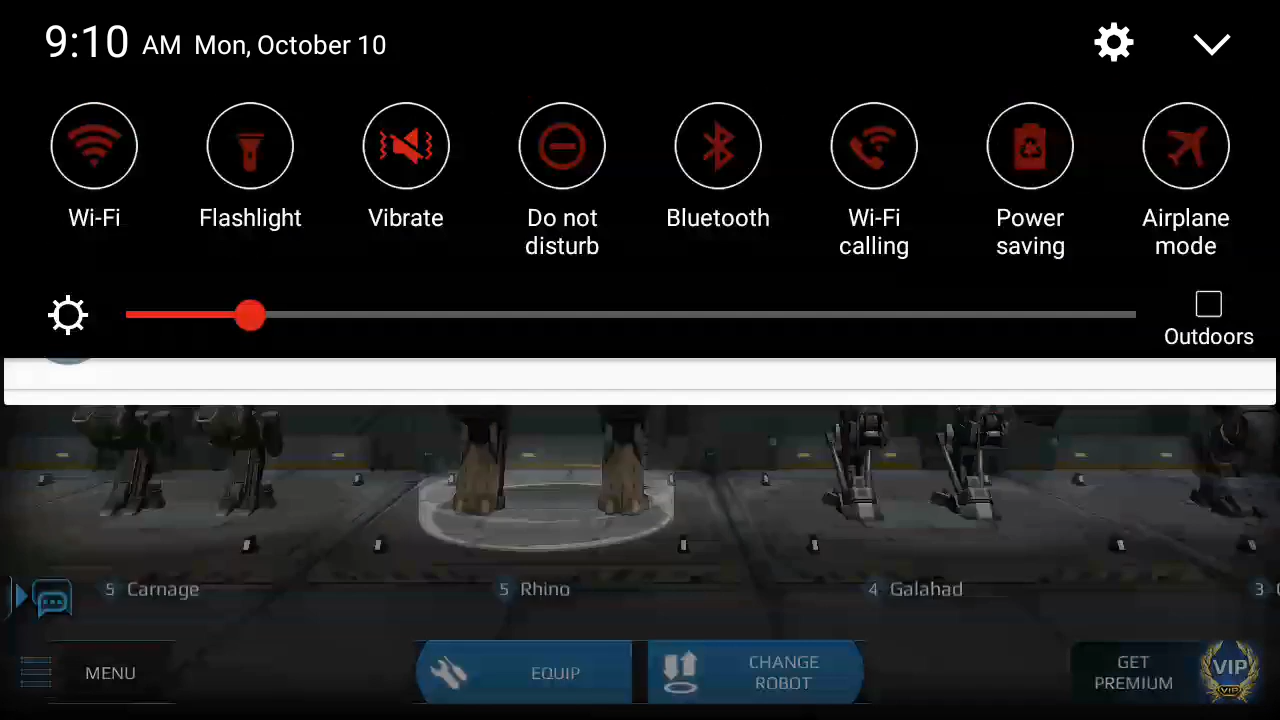 9:10 AM Mon, October 10
Wi-Fi
Flashlight
Vibrate
Do not
disturb
Bluetooth
Wi-Fi
calling
Power
saving
Airplane
mode
Outdoors
5 Carnage
5 Rhino
4 Galahad
3
MENU
EQUIP
CHANGE
ROBOT
GET
PREMIUM
VIP
VIP